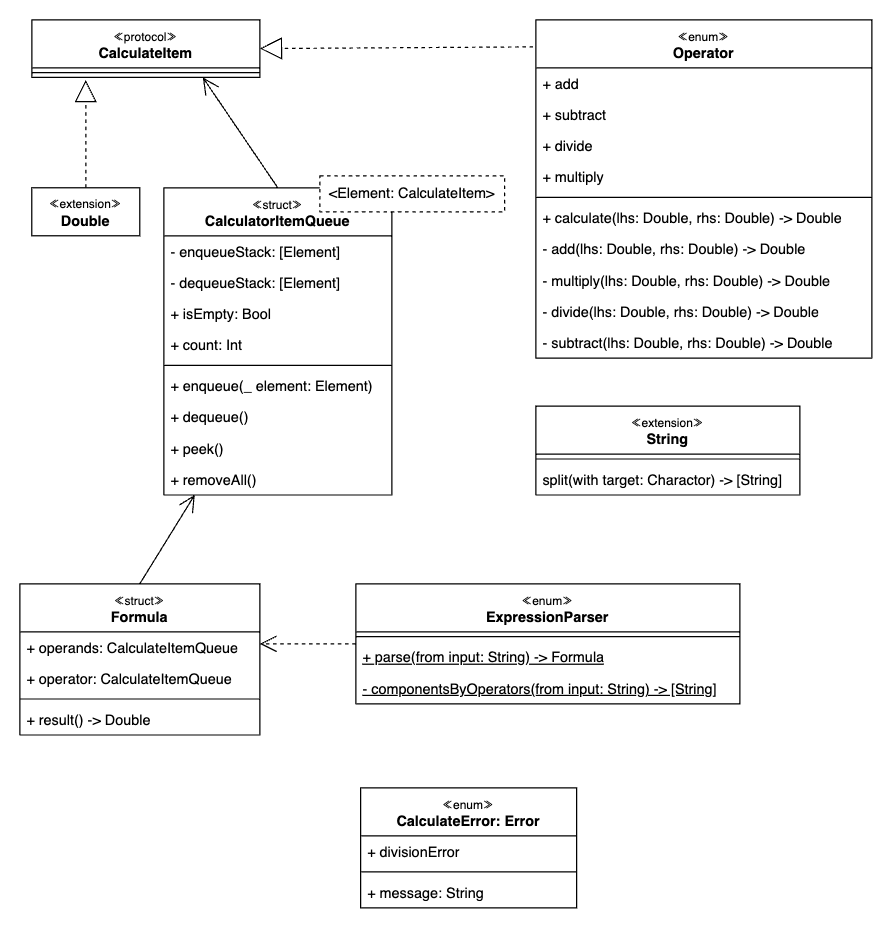 ≪protocol≫
CalculateItem
≪enum≫
Operator
+ add
+ subtract
+ divide
+ multiply
+ calculate(lhs: Double, rhs: Double) -> Double
- add(lhs: Double, rhs: Double) -> Double
- multiply(lhs: Double, rhs: Double) -> Double
- divide(lhs: Double, rhs: Double) -> Double
- subtract(lhs: Double, rhs: Double) -> Double
≪extension≫
Double
<Element: CalculateItem>
≪struct≫
CalculatorItemQueue
- enqueueStack: [Element]
- dequeueStack: [Element]
+ isEmpty: Bool
+ count: Int
+ enqueue(_ element: Element)
+ dequeue()
+ peek()
+ removeAll()
≪extension≫
String
split(with target: Charactor) -> [String]
≪struct≫
Formula
+ operands: CalculateItemQueue
+ operator: CalculateItemQueue
+ result() -> Double
≪enum≫
ExpressionParser
+ parse(from input: String) -> Formula
- componentsByOperators(from input: String) -> [String]
≪enum≫
CalculateError: Error
+ divisionError
+ message: String